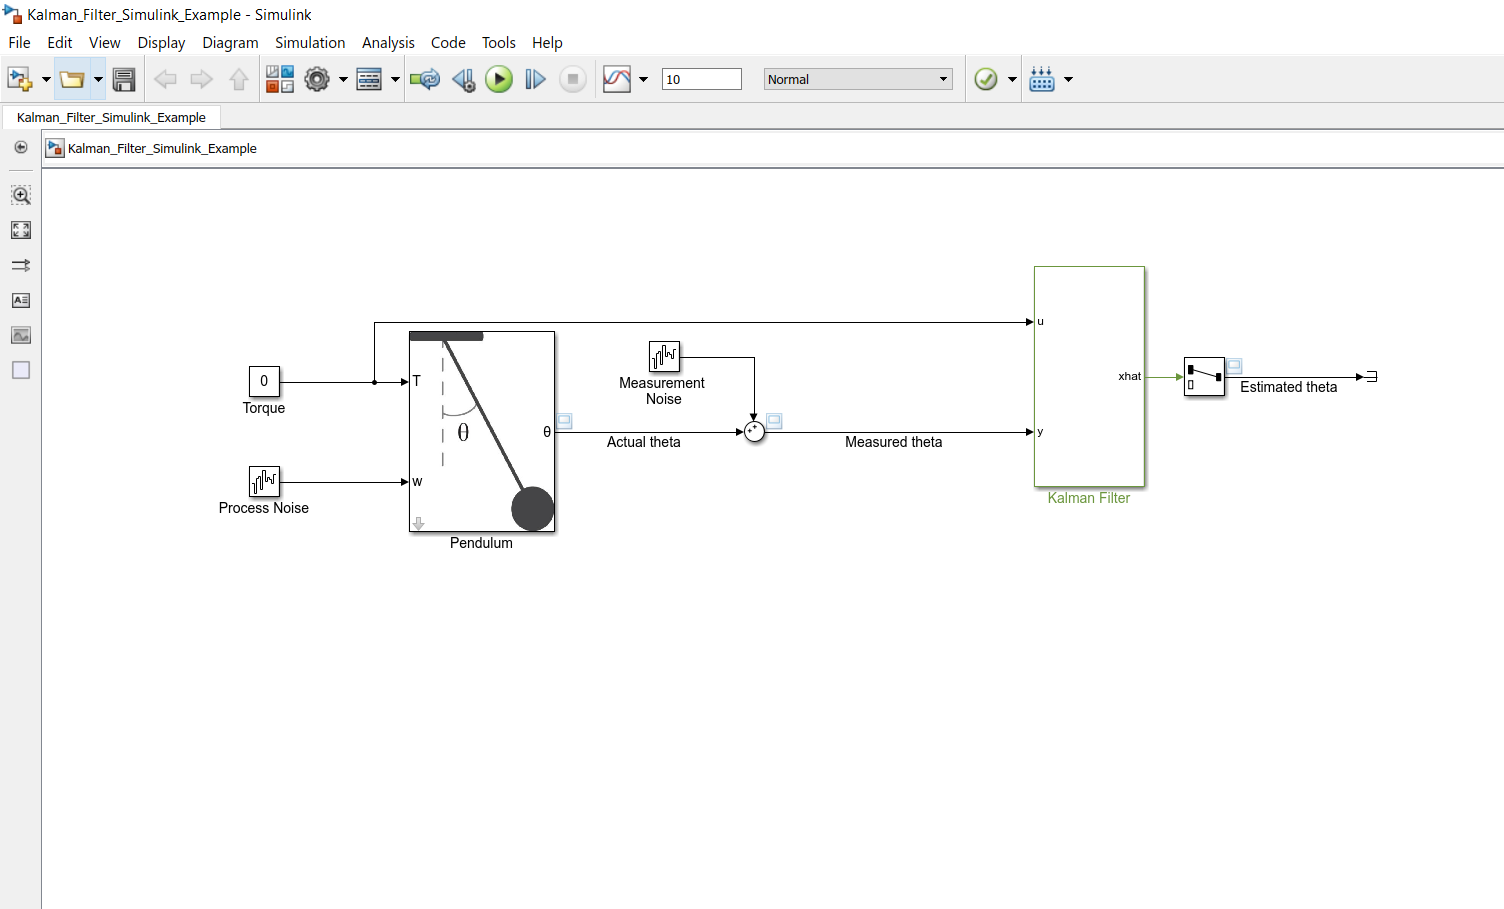 Kalman_Filter_Simulink_Example - Simulink
File Edit View Display Diagram Simulation Analysis Code Tools Help
10 Normal
Kalman_Filter_Simulink_Example
Kalman_Filter_Simulink_Example
u
0
T
Torque
Measurement
Noise
xhat
Estimated theta
θ
θ
Actual theta
Measured theta
y
w
Process Noise
Kalman Filter
Pendulum